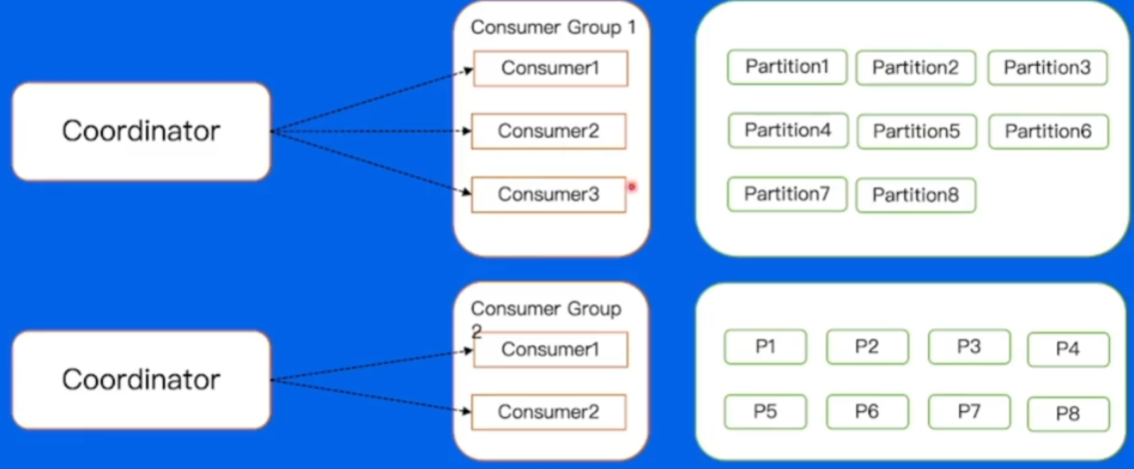 Consumer Group 1
Consumer1
Consumer2
Consumer3
Coordinator
Partition1 Partition2 Partition3
Partition4 Partition5 Partition6
Partition7 Partition8
Consumer Group
2
Consumer1
Consumer2
Coordinator
P1 P2 P3 P4
P5 P6 P7 P8